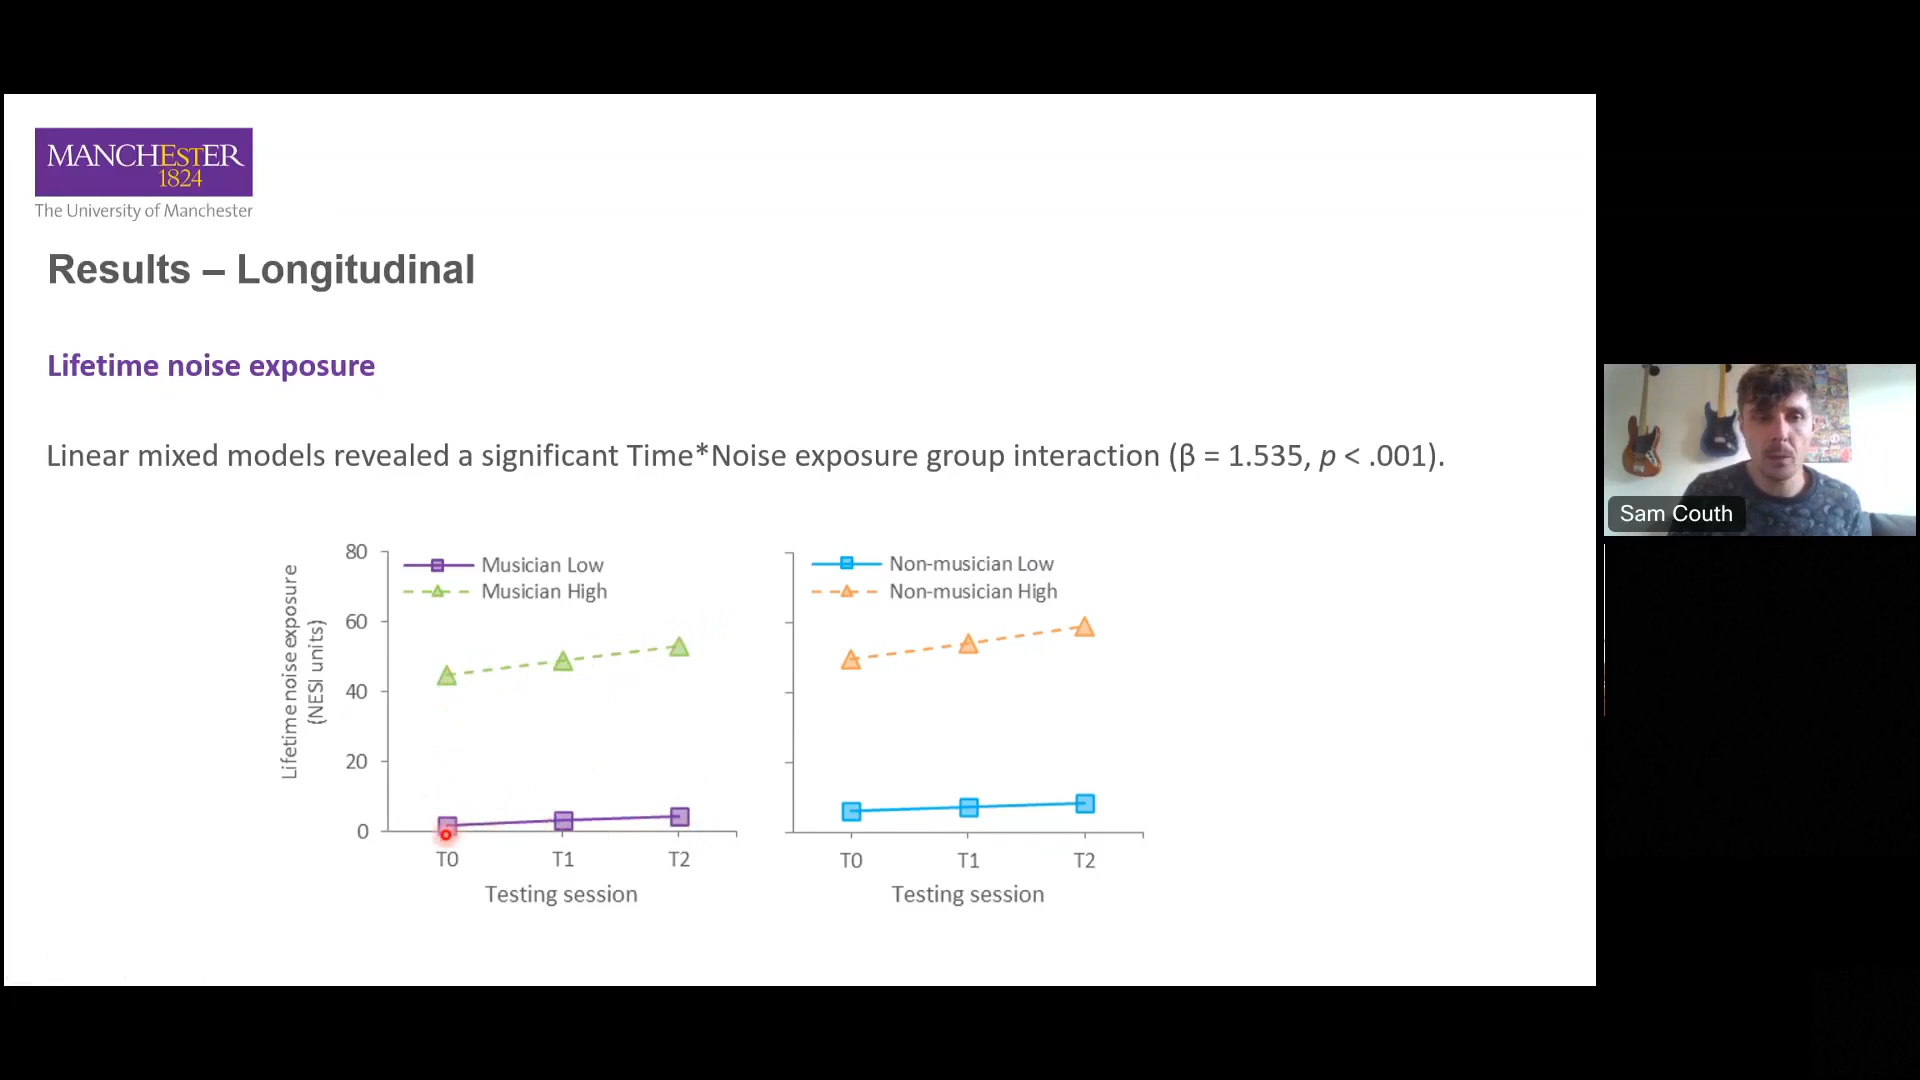 MANCHESTER
1824
The University of Manchester
Results – Longitudinal
Lifetime noise exposure
Linear mixed models revealed a significant Time*Noise exposure group interaction (β = 1.535, p < .001).
Lifetime noise exposure
(NESI units)
80
60
40
20
0
Musician Low
Musician High
T0 T1 T2
Testing session
Non-musician Low
Non-musician High
T0 T1 T2
Testing session
Sam Couth